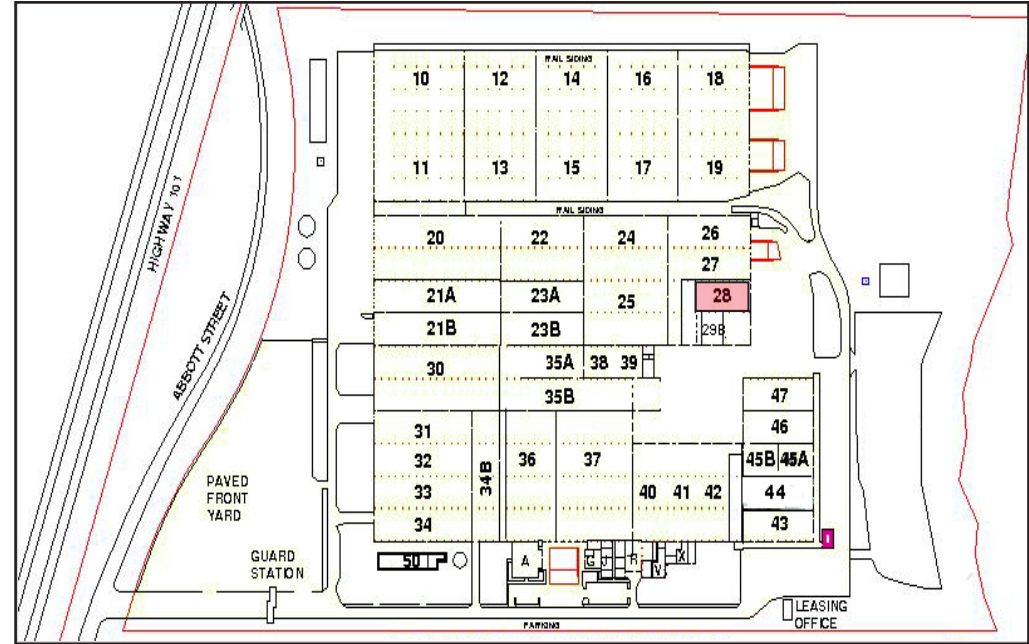 RAIL SIDING
10 12 14 16 18
11 13 15 17 19
RAIL SIDING
20 22 24 26
27
21A 23A 25 28
21B 23B 29B
30 35A 38 39
35B
47
46
31
32 34B 36 37 45B 45A
33 40 41 42 44
34 43
HIGHWAY 101
ABBOTT STREET
PAVED
FRONT
YARD
GUARD
STATION
50 A G J R V X
LEASING
OFFICE
PARKING